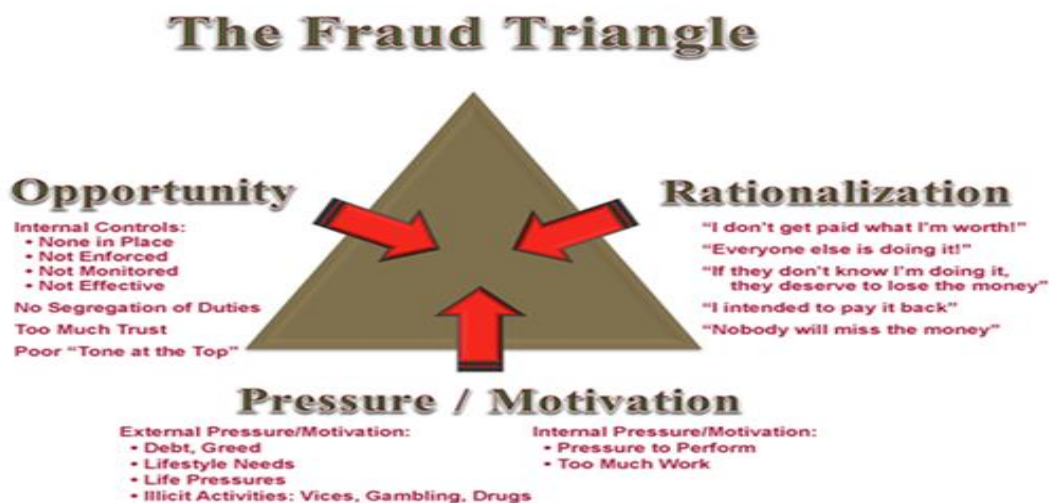 The Fraud Triangle
Opportunity
Internal Controls:
• None in Place
• Not Enforced
• Not Monitored
• Not Effective
No Segregation of Duties
Too Much Trust
Poor “Tone at the Top”
Rationalization
“I don't get paid what I'm worth!”
“Everyone else is doing it!”
“If they don't know I'm doing it,
they deserve to lose the money”
“I intended to pay it back”
“Nobody will miss the money”
Pressure / Motivation
External Pressure/Motivation:
• Debt, Greed
• Lifestyle Needs
• Life Pressures
• Illicit Activities: Vices, Gambling, Drugs
Internal Pressure/Motivation:
• Pressure to Perform
• Too Much Work